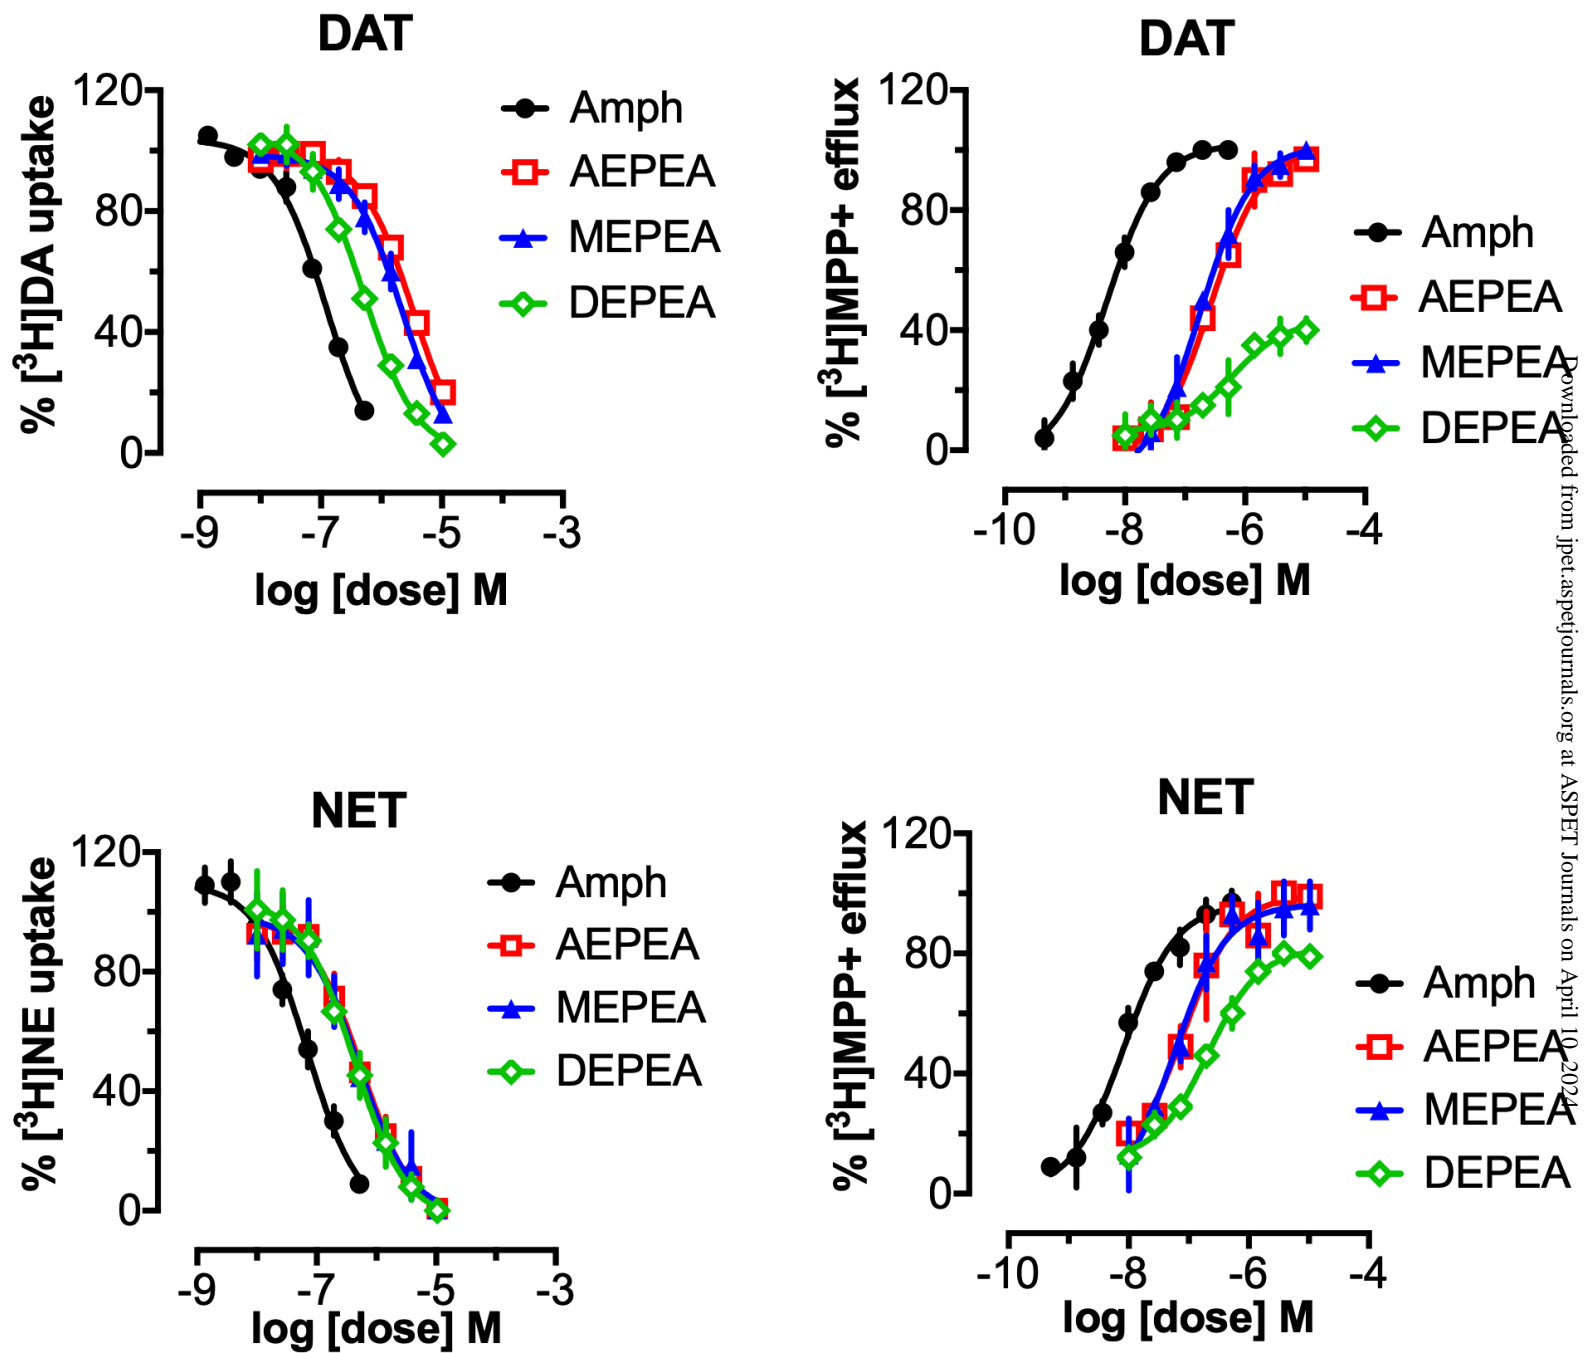 DAT
120
80
40
0
% [³H]DA uptake
Amph
AEPEA
MEPEA
DEPEA
-9
-7
-5
-3
log [dose] M
DAT
120
80
40
0
% [³H]MPP+ efflux
Amph
AEPEA
MEPEA
DEPEA
-10
-8
-6
-4
log [dose] M
NET
120
80
40
0
% [³H]NE uptake
Amph
AEPEA
MEPEA
DEPEA
-9
-7
-5
-3
log [dose] M
NET
120
80
40
0
% [³H]MPP+ efflux
Amph
AEPEA
MEPEA
DEPEA
-10
-8
-6
-4
log [dose] M
Downloaded from jpet.aspetjournals.org at ASPET Journals on April 10, 2024